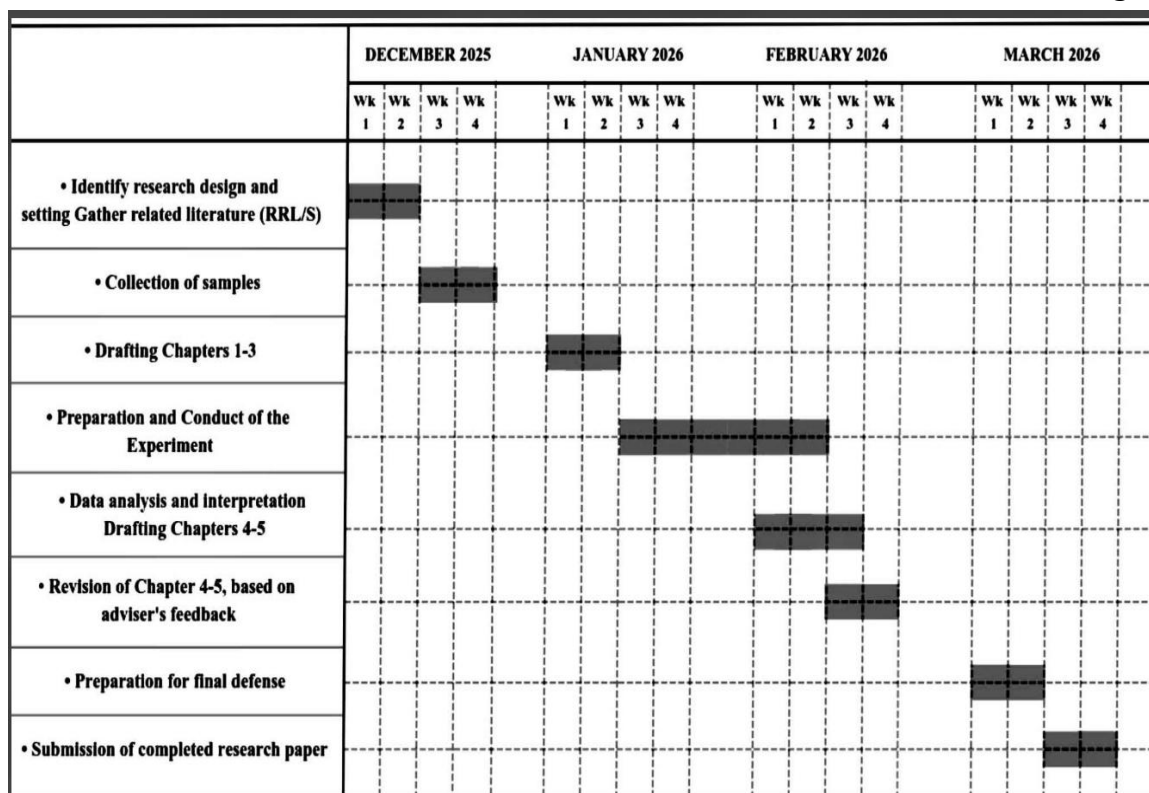 DECEMBER 2025 JANUARY 2026 FEBRUARY 2026 MARCH 2026
Wk Wk Wk Wk Wk Wk Wk Wk Wk Wk Wk Wk Wk Wk Wk Wk
1 2 3 4 1 2 3 4 1 2 3 4 1 2 3 4
• Identify research design and
setting Gather related literature (RRL/S)
• Collection of samples
• Drafting Chapters 1-3
• Preparation and Conduct of the
Experiment
• Data analysis and interpretation
Drafting Chapters 4-5
• Revision of Chapter 4-5, based on
adviser's feedback
• Preparation for final defense
• Submission of completed research paper